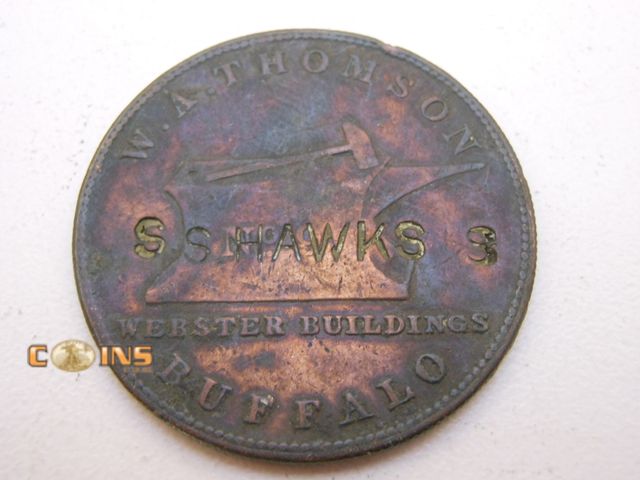 W.A.THOMSON
S S HAWKS S
WEBSTER BUILDINGS
BUFFALO
COINS